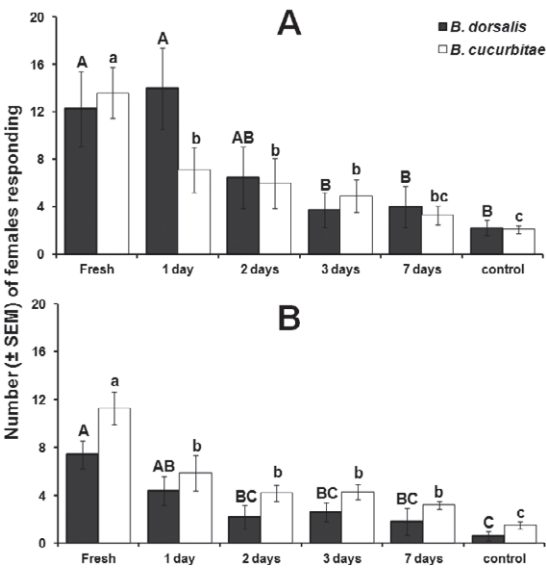 Number (± SEM) of females responding
A
B. dorsalis
B. cucurbitae
20
16
12
8
4
0
A a
A b
AB b
B b
B bc
B c
Fresh 1 day 2 days 3 days 7 days control
B
20
16
12
8
4
0
A a
AB b
BC b
BC b
BC b
C c
Fresh 1 day 2 days 3 days 7 days control